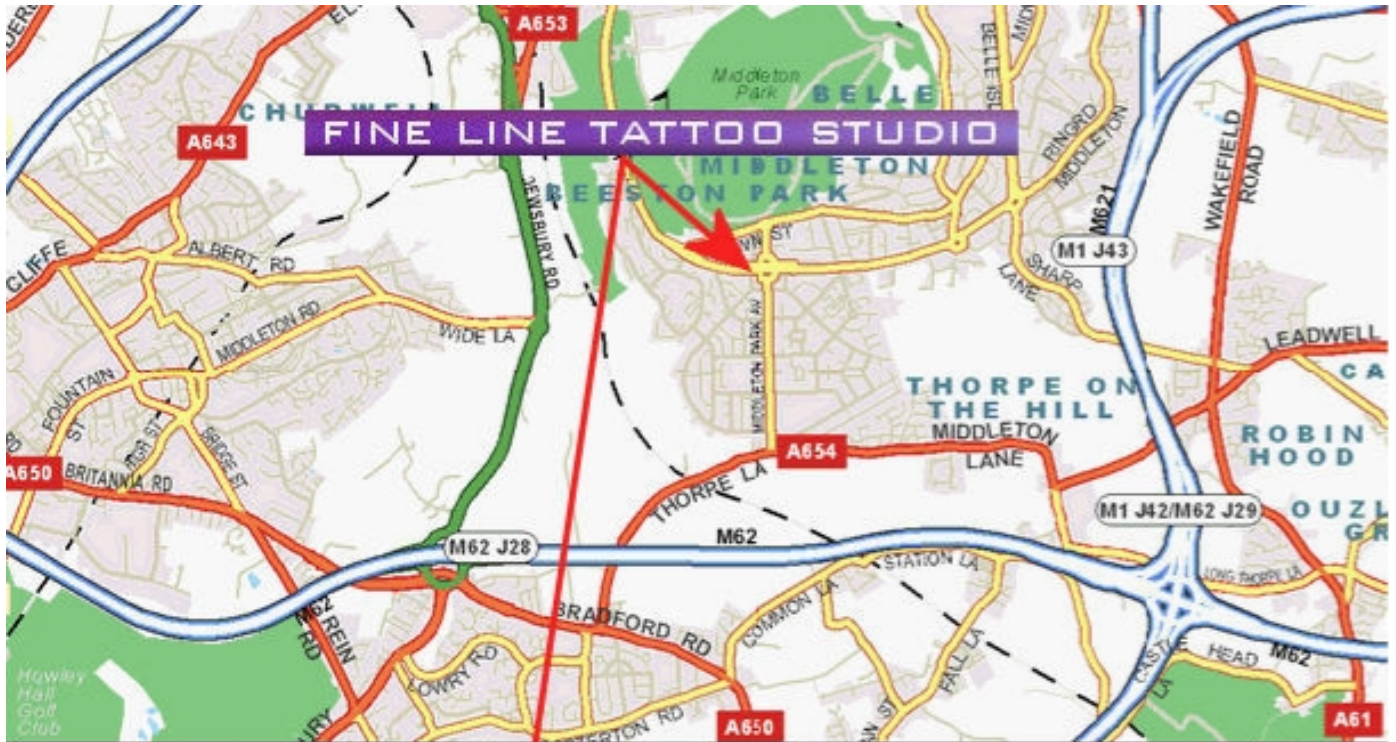 A653
Middleton
Park
BELLE
A643
FINE LINE TATTOO STUDIO
MIDDLETON
BEESTON PARK
RINGRD
MIDDLETON
M621
WAKEFIELD
ROAD
M1 J43
ALBERT RD
SHARP
LANE
MIDDLETON RD
WIDE LA
MIDDLETON PARK AV
LEADWELL
FOUNTAIN
ST
BRIDGE ST
THORPE ON
THE HILL
MIDDLETON
LANE
ROBIN
HOOD
A654
A650
BRITANNIA RD
THORPE LA
M1 J42/M62 J29
M62 J28
M62
STATION LA
LONG THORPE LA
M62
REIN
RD
BRADFORD RD
COMMON LA
FALL LA
LOWRY RD
CASTLE HEAD
LA
M62
Howley
Hall
Golf
Club
A650
A61